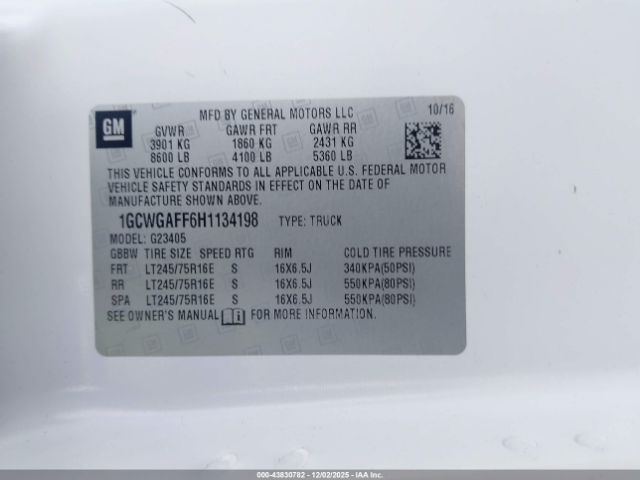 GM
MFD BY GENERAL MOTORS LLC 10/16
GVWR GAWR FRT GAWR RR
3901 KG 1860 KG 2431 KG
8600 LB 4100 LB 5360 LB
THIS VEHICLE CONFORMS TO ALL APPLICABLE U.S. FEDERAL MOTOR
VEHICLE SAFETY STANDARDS IN EFFECT ON THE DATE OF
MANUFACTURE SHOWN ABOVE.
1GCWGAFF6H1134198 TYPE: TRUCK
MODEL: G23405
GBBW TIRE SIZE SPEED RTG RIM COLD TIRE PRESSURE
FRT LT245/75R16E S 16X6.5J 340KPA(50PSI)
RR LT245/75R16E S 16X6.5J 550KPA(80PSI)
SPA LT245/75R16E S 16X6.5J 550KPA(80PSI)
SEE OWNER'S MANUAL FOR MORE INFORMATION.
000-43830782 - 12/02/2025 - Copyright IAA, Inc.